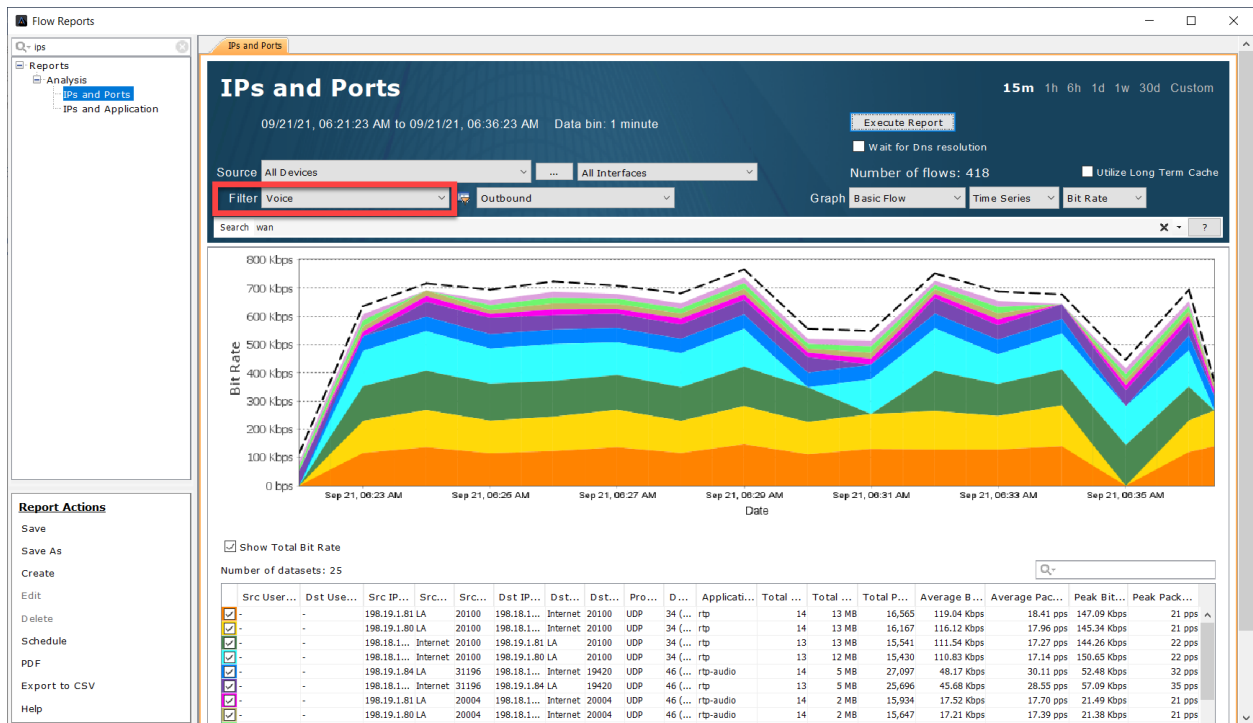 Flow Reports
ips
Reports
Analysis
IPs and Ports
IPs and Application
Report Actions
Save
Save As
Create
Edit
Delete
Schedule
PDF
Export to CSV
Help
IPs and Ports
IPs and Ports
15m 1h 6h 1d 1w 30d Custom
09/21/21, 06:21:23 AM to 09/21/21, 06:36:23 AM Data bin: 1 minute
Execute Report
Wait for Dns resolution
Source All Devices ... All Interfaces
Number of flows: 418
Utilize Long Term Cache
Filter Voice Outbound Graph Basic Flow Time Series Bit Rate
Search wan ?
800 Kbps
700 Kbps
600 Kbps
500 Kbps
400 Kbps
300 Kbps
200 Kbps
100 Kbps
0 bps
Bit Rate
Sep 21, 06:23 AM Sep 21, 06:25 AM Sep 21, 06:27 AM Sep 21, 06:29 AM Sep 21, 06:31 AM Sep 21, 06:33 AM Sep 21, 06:35 AM
Date
Show Total Bit Rate
Number of datasets: 25
Src User... Dst Use... Src IP... Src... Src... Dst IP... Dst... Dst... Pro... D... Applicati... Total ... Total ... Total P... Average B... Average Pac... Peak Bit... Peak Pack...
- - 198.19.1.81 LA 20100 198.18.1... Internet 20100 UDP 34 (... rtp 14 13 MB 16,565 119.04 Kbps 18.41 pps 147.09 Kbps 21 pps
- - 198.19.1.80 LA 20100 198.18.1... Internet 20100 UDP 34 (... rtp 14 13 MB 16,167 116.12 Kbps 17.96 pps 145.34 Kbps 21 pps
- - 198.18.1... Internet 20100 198.19.1.81 LA 20100 UDP 34 (... rtp 13 13 MB 15,541 111.54 Kbps 17.27 pps 144.26 Kbps 22 pps
- - 198.18.1... Internet 20100 198.19.1.80 LA 20100 UDP 34 (... rtp 13 12 MB 15,430 110.83 Kbps 17.14 pps 150.65 Kbps 22 pps
- - 198.19.1.84 LA 31196 198.18.1... Internet 19420 UDP 46 (... rtp-audio 14 5 MB 27,097 48.17 Kbps 30.11 pps 52.48 Kbps 32 pps
- - 198.18.1... Internet 31196 198.19.1.84 LA 19420 UDP 46 (... rtp-audio 13 5 MB 25,696 45.68 Kbps 28.55 pps 57.09 Kbps 35 pps
- - 198.19.1.81 LA 20004 198.18.1... Internet 20004 UDP 46 (... rtp-audio 14 2 MB 15,934 17.52 Kbps 17.70 pps 21.49 Kbps 21 pps
- - 198.19.1.80 LA 20004 198.18.1... Internet 20004 UDP 46 (... rtp-audio 14 2 MB 15,647 17.21 Kbps 17.39 pps 21.38 Kbps 21 pps